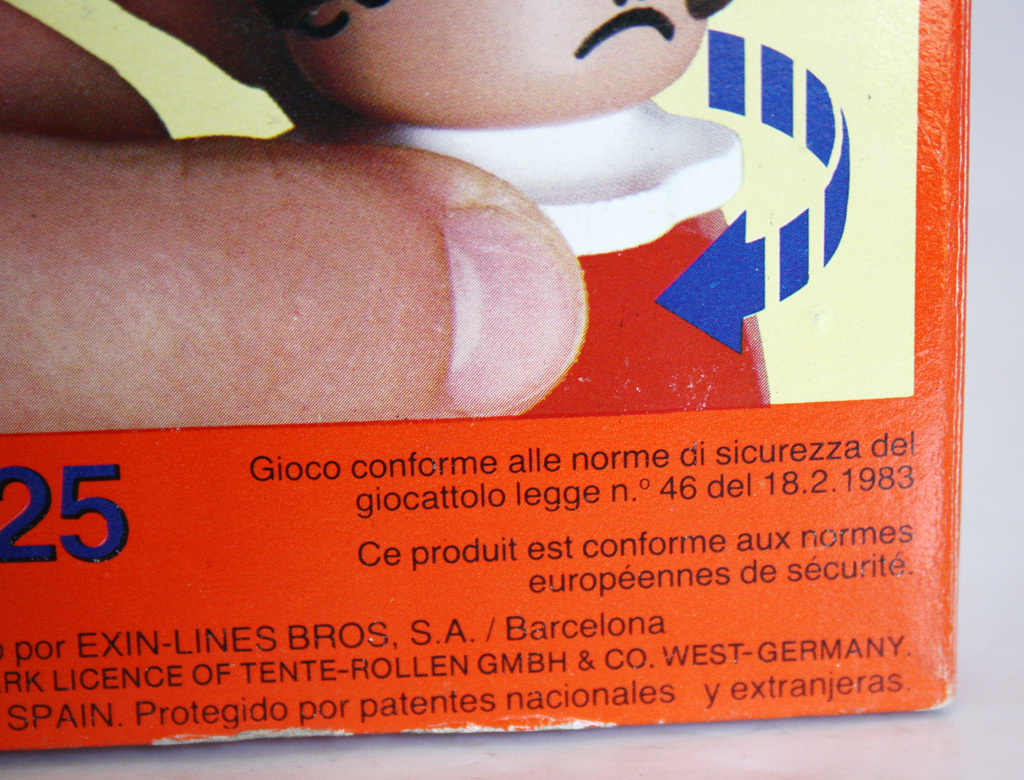 25
Gioco conforme alle norme di sicurezza del
giocattolo legge n.º 46 del 18.2.1983
Ce produit est conforme aux normes
européennes de sécurité.
por EXIN-LINES BROS, S.A. / Barcelona
LICENCE OF TENTE-ROLLEN GMBH & CO. WEST-GERMANY.
SPAIN. Protegido por patentes nacionales y extranjeras.